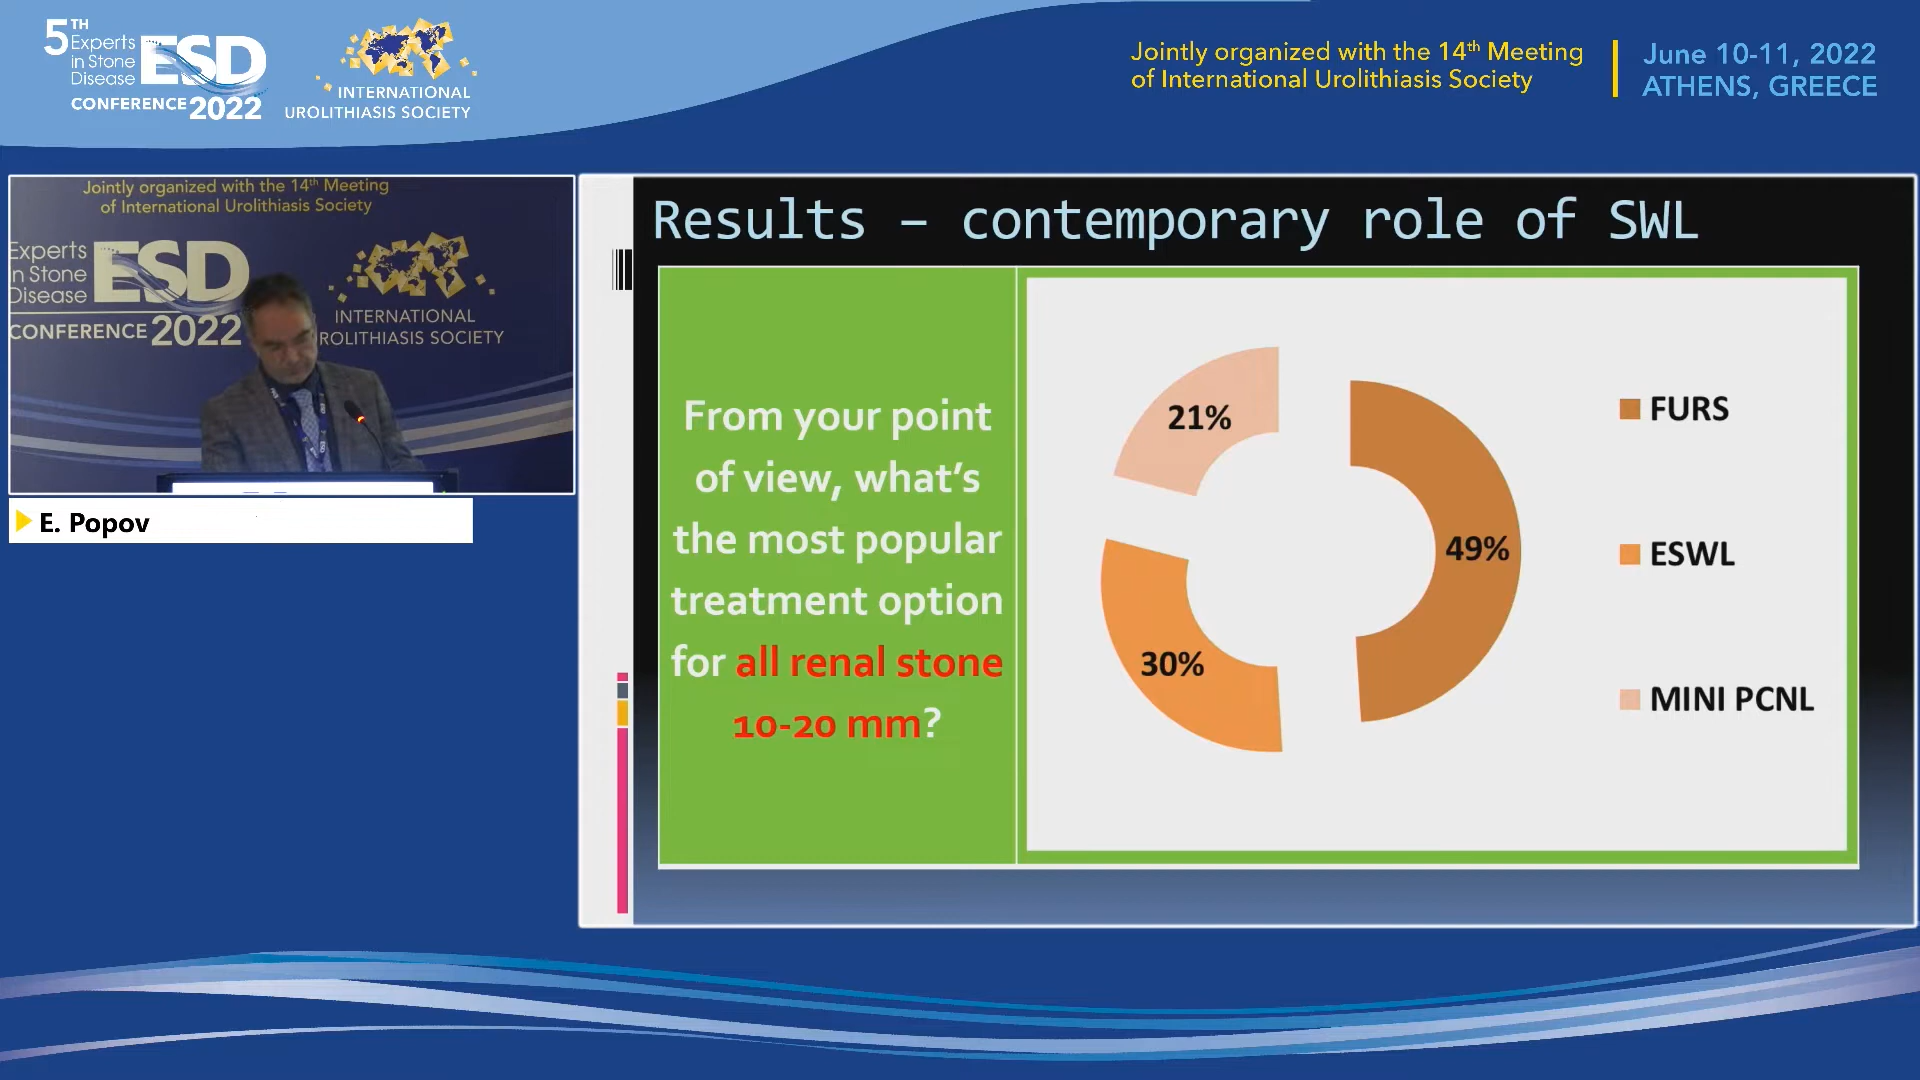 5TH
Experts
in Stone
Disease
ESD
CONFERENCE 2022
INTERNATIONAL
UROLITHIASIS SOCIETY
Jointly organized with the 14th Meeting
of International Urolithiasis Society
June 10-11, 2022
ATHENS, GREECE
Jointly organized with the 14th Meeting
of International Urolithiasis Society
Experts
in Stone
Disease
ESD
CONFERENCE 2022
INTERNATIONAL
ROLITHIASIS SOCIETY
E. Popov
Results – contemporary role of SWL
From your point
of view, what's
the most popular
treatment option
for all renal stone
10-20 mm?
21%
49%
30%
FURS
ESWL
MINI PCNL